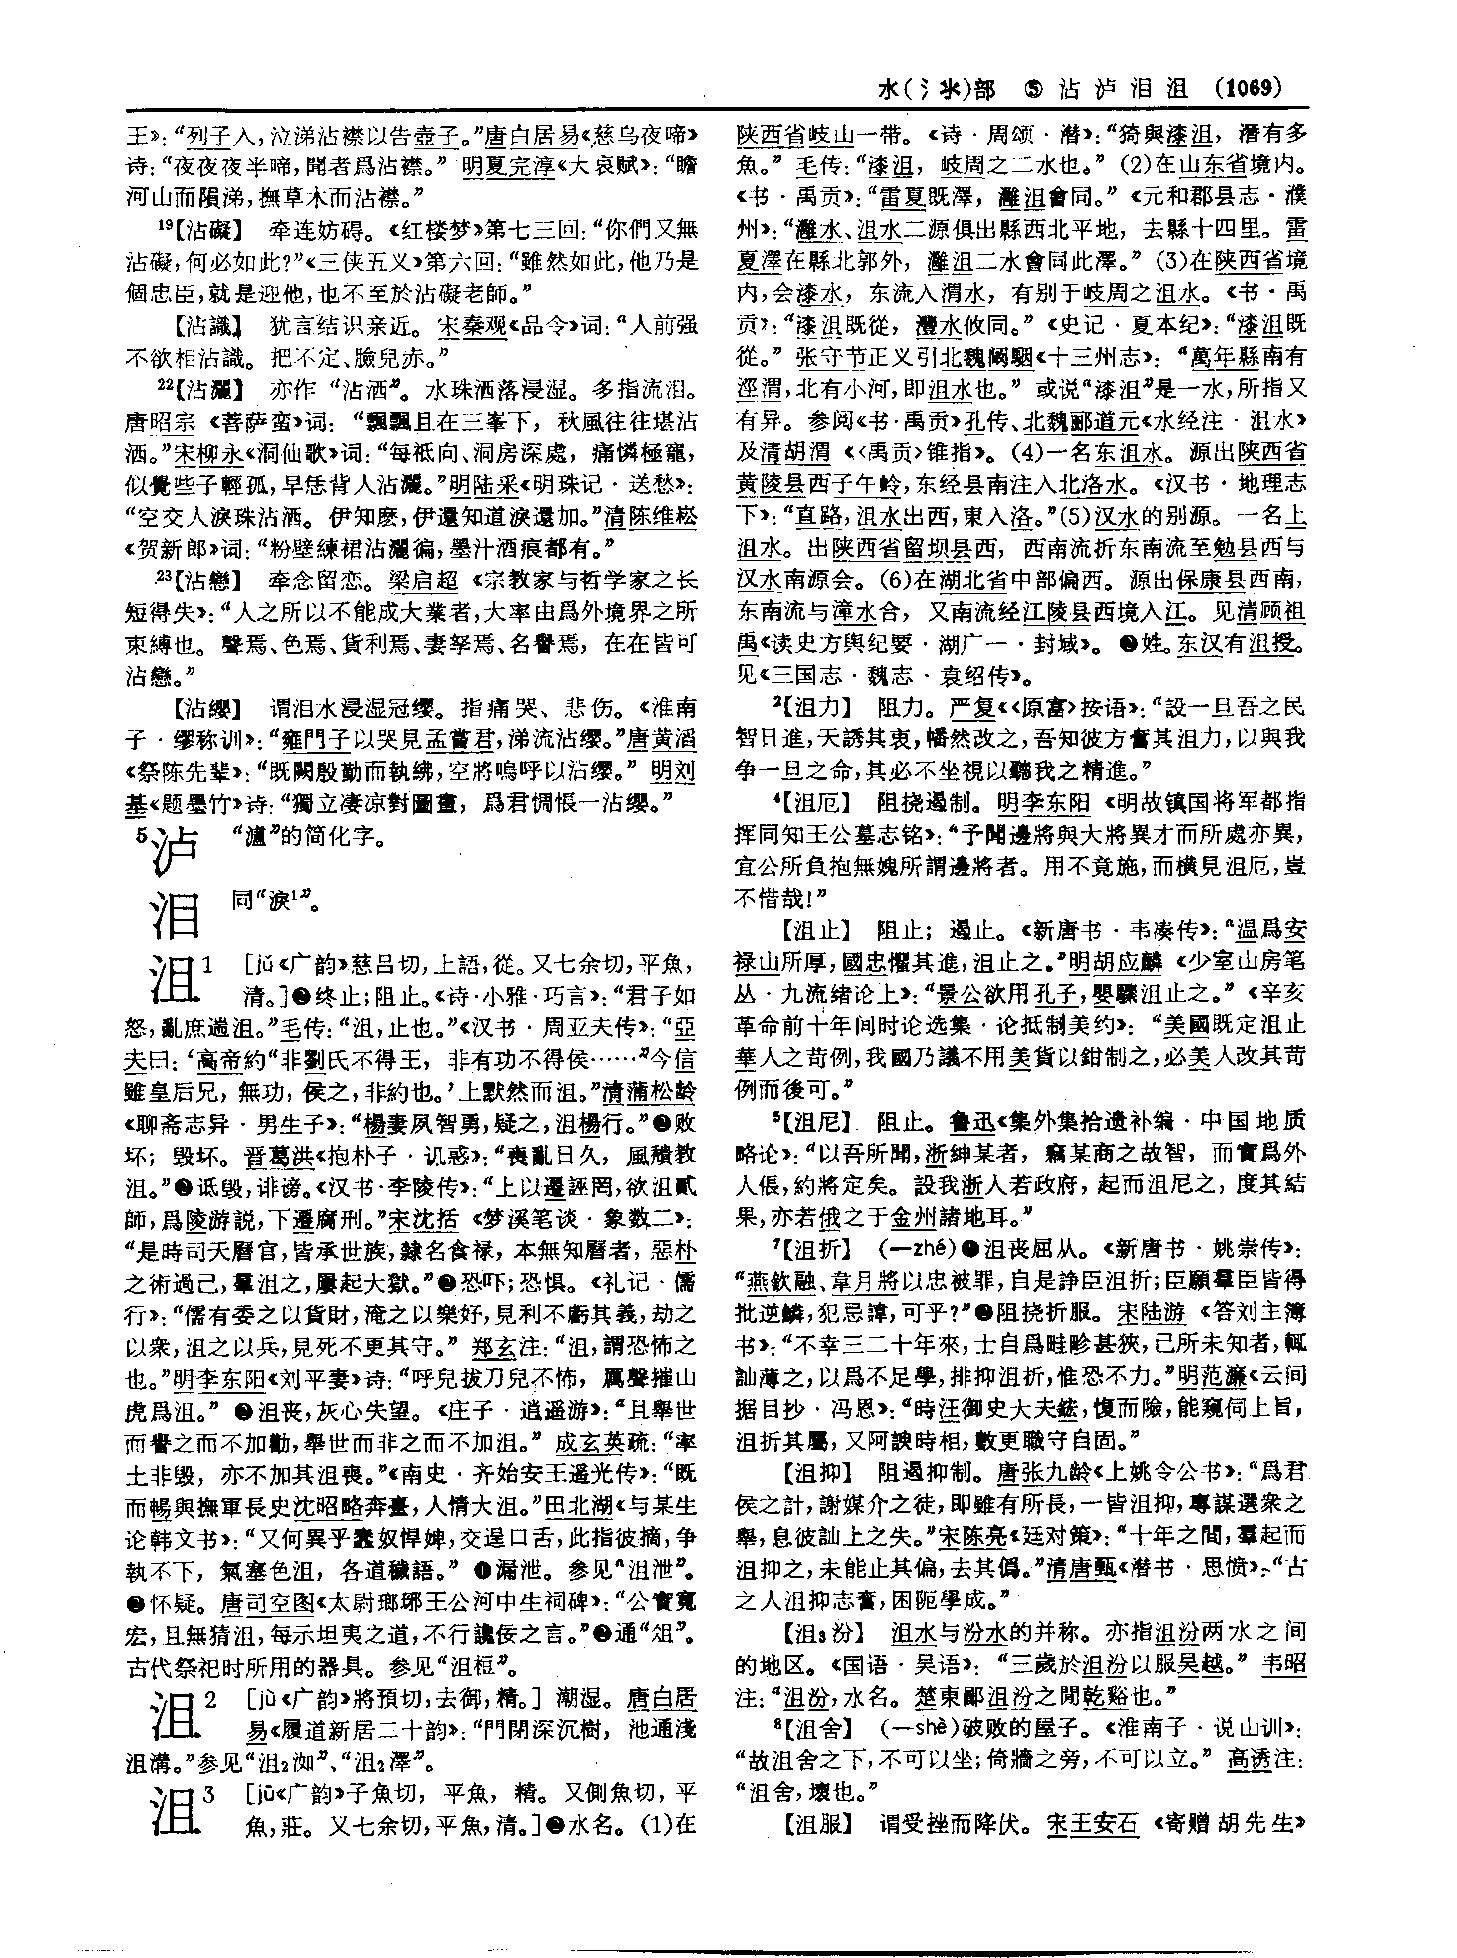 水(氵氺)部 ⑤ 沾泸泪沮 (1069)
王》：“列子入，泣涕沾襟以告壶子。”唐白居易《慈乌夜啼》
诗：“夜夜夜半啼，聞者爲沾襟。” 明夏完淳《大哀赋》：“瞻
河山而隕涕，撫草木而沾襟。”
¹⁹【沾礙】 牵连妨碍。《红楼梦》第七三回：“你們又無
沾礙，何必如此？”《三侠五义》第六回：“雖然如此，他乃是
個忠臣，就是迎他，也不至於沾礙老師。”
【沾識】 犹言结识亲近。宋秦观《品令》词：“人前强
不欲相沾識。把不定、臉兒赤。”
²²【沾灑】 亦作“沾洒”。水珠洒落浸湿。多指流泪。
唐昭宗《菩萨蛮》词：“飄飄且在三峯下，秋風往往堪沾
洒。”宋柳永《洞仙歌》词：“每祗向、洞房深處，痛憐極寵，
似覺些子輕孤，早恁背人沾灑。”明陆采《明珠记·送愁》：
“空交人淚珠沾洒。伊知麽，伊還知道淚還加。”清陈维崧
《贺新郎》词：“粉壁練裙沾灑徧，墨汁酒痕都有。”
²³【沾戀】 牵念留恋。梁启超《宗教家与哲学家之长
短得失》：“人之所以不能成大業者，大率由爲外境界之所
束縛也。聲焉、色焉、貨利焉、妻孥焉、名譽焉，在在皆可
沾戀。”
【沾缨】 谓泪水浸湿冠缨。指痛哭、悲伤。《淮南
子·缪称训》：“雍門子以哭見孟嘗君，涕流沾缨。”唐黄滔
《祭陈先辈》：“既闕殷勤而執紼，空將嗚呼以沾缨。” 明刘
基《题墨竹》诗：“獨立凄凉對圖畫，爲君惆悵一沾缨。”
⁵泸 “瀘”的简化字。
泪 同“淚¹”。
沮¹ [jǔ《广韵》慈吕切，上語，從。又七余切，平魚，
清。]❶终止；阻止。《诗·小雅·巧言》：“君子如
怒，亂庶遄沮。”毛传：“沮，止也。”《汉书·周亚夫传》：“亞
夫曰：‘高帝約“非劉氏不得王，非有功不得侯……”今信
雖皇后兄，無功，侯之，非約也。’上默然而沮。”清蒲松龄
《聊斋志异·男生子》：“楊妻夙智勇，疑之，沮楊行。”❷败
坏；毁坏。晋葛洪《抱朴子·讥惑》：“喪亂日久，風穨教
沮。”❸诋毁，诽谤。《汉书·李陵传》：“上以遷誣罔，欲沮貳
師，爲陵游説，下遷腐刑。”宋沈括《梦溪笔谈·象数二》：
“是時司天曆官，皆承世族，隸名食禄，本無知曆者，惡朴
之術過己，羣沮之，屢起大獄。”❹恐吓；恐惧。《礼记·儒
行》：“儒有委之以貨財，淹之以樂好，見利不虧其義，劫之
以衆，沮之以兵，見死不更其守。” 郑玄注：“沮，謂恐怖之
也。”明李东阳《刘平妻》诗：“呼兒拔刀兒不怖，厲聲摧山
虎爲沮。” ❺沮丧，灰心失望。《庄子·逍遥游》：“且舉世
而譽之而不加勸，舉世而非之而不加沮。” 成玄英疏：“率
土非毁，亦不加其沮喪。”《南史·齐始安王遥光传》：“既
而暢與撫軍長史沈昭略奔臺，人情大沮。”田北湖《与某生
论韩文书》：“又何異乎蠢奴悍婢，交逞口舌，此指彼摘，争
執不下，氣塞色沮，各道穢語。” ❻漏泄。参见“沮泄”。
❼怀疑。唐司空图《太尉瑯琊王公河中生祠碑》：“公實寬
宏，且無猜沮，每示坦夷之道，不行讒佞之言。”❽通“俎”。
古代祭祀时所用的器具。参见“沮桓”。
沮² [jù《广韵》將預切，去御，精。] 潮湿。唐白居
易《履道新居二十韵》：“門閉深沉樹，池通淺
沮溝。”参见“沮₂洳”、“沮₂澤”。
沮³ [jū《广韵》子魚切，平魚，精。又側魚切，平
魚，莊。又七余切，平魚，清。]❶水名。(1)在
陕西省岐山一带。《诗·周颂·潜》：“猗與漆沮，潛有多
魚。” 毛传：“漆沮，岐周之二水也。” (2)在山东省境内。
《书·禹贡》：“雷夏既澤，灉沮會同。”《元和郡县志·濮
州》：“灉水、沮水二源俱出縣西北平地，去縣十四里。雷
夏澤在縣北郭外，灉沮二水會同此澤。” (3)在陕西省境
内，会漆水，东流入渭水，有别于岐周之沮水。《书·禹
贡》：“漆沮既從，灃水攸同。”《史记·夏本纪》：“漆沮既
從。” 张守节正义引北魏阚駰《十三州志》：“萬年縣南有
涇渭，北有小河，即沮水也。” 或说“漆沮”是一水，所指又
有异。参阅《书·禹贡》孔传、北魏郦道元《水经注·沮水》
及清胡渭《〈禹贡〉锥指》。(4)一名东沮水。源出陕西省
黄陵县西子午岭，东经县南注入北洛水。《汉书·地理志
下》：“直路，沮水出西，東入洛。”(5)汉水的别源。一名上
沮水。出陕西省留坝县西，西南流折东南流至勉县西与
汉水南源会。(6)在湖北省中部偏西。源出保康县西南，
东南流与漳水合，又南流经江陵县西境入江。见清顾祖
禹《读史方舆纪要·湖广一·封域》。❷姓。东汉有沮授。
见《三国志·魏志·袁绍传》。
²【沮力】 阻力。严复《〈原富〉按语》：“設一旦吾之民
智日進，天誘其衷，幡然改之，吾知彼方奮其沮力，以與我
争一旦之命，其必不坐視以聽我之精進。”
⁴【沮厄】 阻挠遏制。明李东阳《明故镇国将军都指
挥同知王公墓志铭》：“予聞邊將與大將異才而所處亦異，
宜公所負抱無媿所謂邊將者。用不竟施，而横見沮厄，豈
不惜哉！”
【沮止】 阻止；遏止。《新唐书·韦凑传》：“温爲安
禄山所厚，國忠懼其進，沮止之。”明胡应麟《少室山房笔
丛·九流绪论上》：“景公欲用孔子，嬰驟沮止之。”《辛亥
革命前十年间时论选集·论抵制美约》：“美國既定沮止
華人之苛例，我國乃議不用美貨以鉗制之，必美人改其苛
例而後可。”
⁵【沮尼】 阻止。鲁迅《集外集拾遗补编·中国地质
略论》：“以吾所聞，浙紳某者，竊某商之故智，而實爲外
人倀，約將定矣。設我浙人若政府，起而沮尼之，度其結
果，亦若俄之于金州諸地耳。”
⁷【沮折】 (—zhé)❶沮丧屈从。《新唐书·姚崇传》：
“燕欽融、韋月將以忠被罪，自是諍臣沮折；臣願羣臣皆得
批逆鱗，犯忌諱，可乎？”❷阻挠折服。宋陆游《答刘主簿
书》：“不幸三二十年來，士自爲畦畛甚狹，己所未知者，輒
訕薄之，以爲不足學，排抑沮折，惟恐不力。”明范濂《云间
据目抄·冯恩》：“時汪御史大夫鋐，愎而險，能窺伺上旨，
沮折其屬，又阿諛時相，數更職守自固。”
【沮抑】 阻遏抑制。唐张九龄《上姚令公书》：“爲君
侯之計，謝媒介之徒，即雖有所長，一皆沮抑，專謀選衆之
舉，息彼訕上之失。”宋陈亮《廷对策》：“十年之間，羣起而
沮抑之，未能止其偏，去其僞。”清唐甄《潜书·思愤》：“古
之人沮抑志奮，困阨學成。”
【沮₃汾】 沮水与汾水的并称。亦指沮汾两水之间
的地区。《国语·吴语》：“三歲於沮汾以服吴越。” 韦昭
注：“沮汾，水名。楚東鄙沮汾之間乾谿也。”
⁸【沮舍】 (—shè)破败的屋子。《淮南子·说山训》：
“故沮舍之下，不可以坐；倚牆之旁，不可以立。” 高诱注：
“沮舍，壞也。”
【沮服】 谓受挫而降伏。宋王安石《寄赠胡先生》